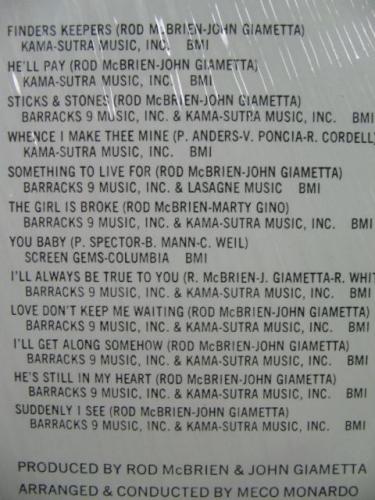 FINDERS KEEPERS (ROD McBRIEN-JOHN GIAMETTA)
KAMA-SUTRA MUSIC, INC. BMI
HE'LL PAY (ROD McBRIEN-JOHN GIAMETTA)
KAMA-SUTRA MUSIC, INC. BMI
STICKS & STONES (ROD McBRIEN-JOHN GIAMETTA)
BARRACKS 9 MUSIC, INC. & KAMA-SUTRA MUSIC, INC. BMI
WHENCE I MAKE THEE MINE (P. ANDERS-V. PONCIA-R. CORDELL)
KAMA-SUTRA MUSIC, INC. BMI
SOMETHING TO LIVE FOR (ROD McBRIEN-JOHN GIAMETTA)
BARRACKS 9 MUSIC, INC. & LASAGNE MUSIC BMI
THE GIRL IS BROKE (ROD McBRIEN-MARTY GINO)
BARRACKS 9 MUSIC, INC. & KAMA-SUTRA MUSIC, INC. BMI
YOU BABY (P. SPECTOR-B. MANN-C. WEIL)
SCREEN GEMS-COLUMBIA BMI
I'LL ALWAYS BE TRUE TO YOU (R. McBRIEN-J. GIAMETTA-R. WHIT
BARRACKS 9 MUSIC, INC. & KAMA-SUTRA MUSIC, INC. BMI
LOVE DON'T KEEP ME WAITING (ROD McBRIEN-JOHN GIAMETTA)
BARRACKS 9 MUSIC, INC. & KAMA-SUTRA MUSIC, INC. BMI
I'LL GET ALONG SOMEHOW (ROD McBRIEN-JOHN GIAMETTA)
BARRACKS 9 MUSIC, INC. & KAMA-SUTRA MUSIC, INC. BMI
HE'S STILL IN MY HEART (ROD McBRIEN-JOHN GIAMETTA)
BARRACKS 9 MUSIC, INC. & KAMA-SUTRA MUSIC, INC. BMI
SUDDENLY I SEE (ROD McBRIEN-JOHN GIAMETTA)
BARRACKS 9 MUSIC, INC. & KAMA-SUTRA MUSIC, INC. BMI
PRODUCED BY ROD McBRIEN & JOHN GIAMETTA
ARRANGED & CONDUCTED BY MECO MONARDO